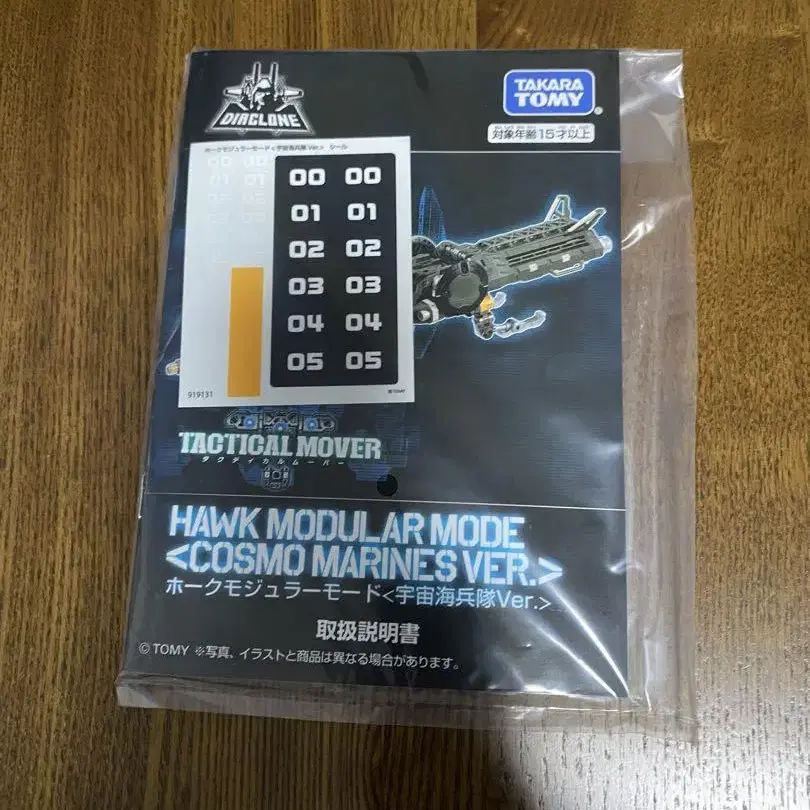 DIACLONE
TAKARA
TOMY
対象年齢15才以上
ホークモジュラーモード<宇宙海兵隊Ver.> シール
00 00
01 01
02 02
03 03
04 04
05 05
919131
TACTICAL MOVER
タクティカルムーバー
HAWK MODULAR MODE
<COSMO MARINES VER.>
ホークモジュラーモード<宇宙海兵隊Ver.>
取扱説明書
© TOMY ※写真、イラストと商品は異なる場合があります。